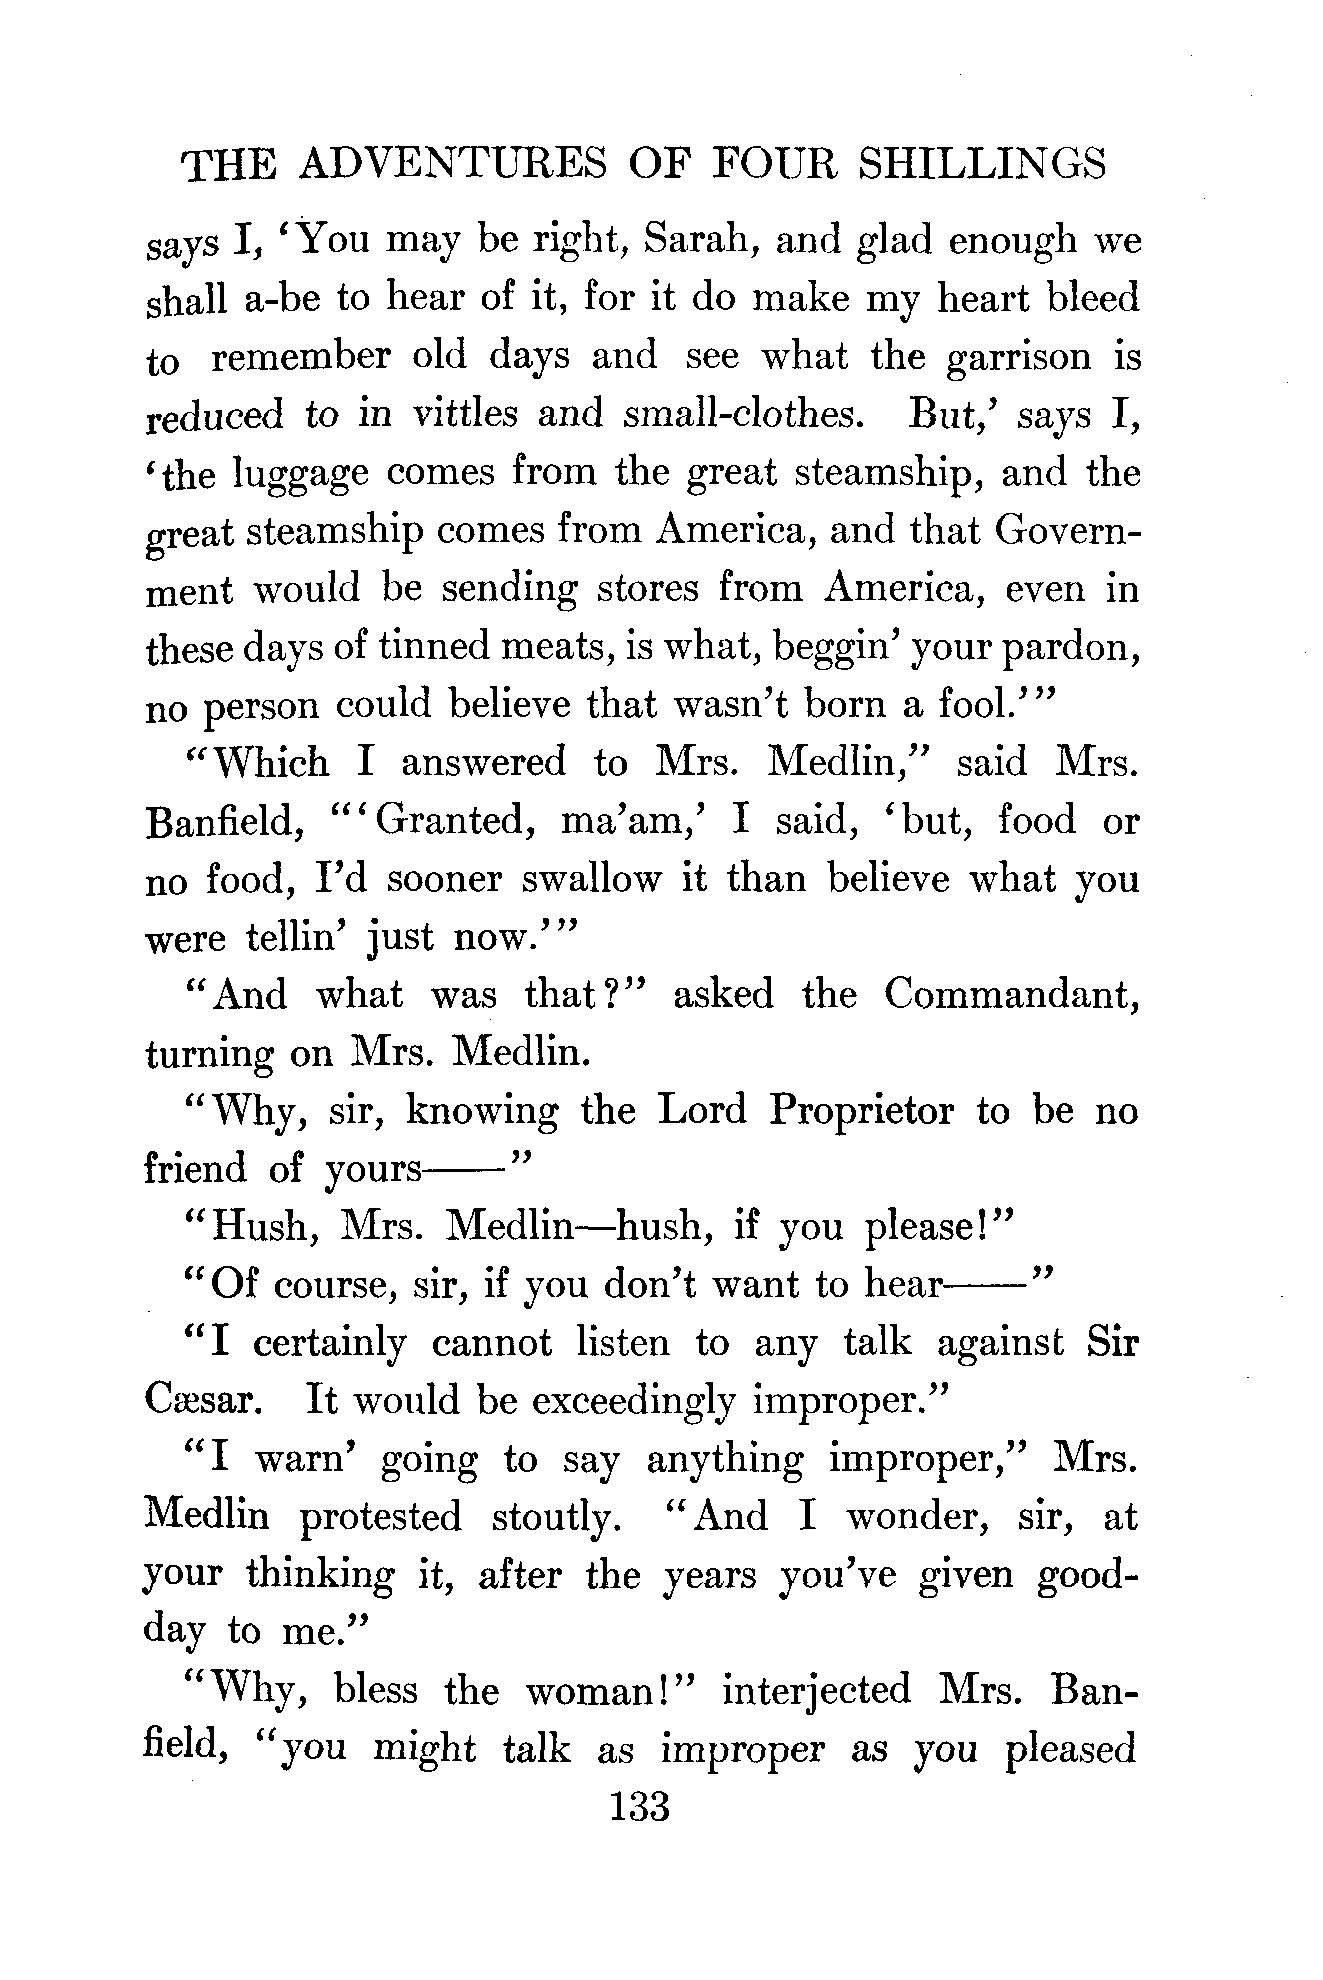 THE ADVENTURES OF FOUR SHILLINGS
says I, ‘You may be right, Sarah, and glad enough we
shall a-be to hear of it, for it do make my heart bleed
to remember old days and see what the garrison is
reduced to in vittles and small-clothes. But,’ says I,
‘the luggage comes from the great steamship, and the
great steamship comes from America, and that Govern-
ment would be sending stores from America, even in
these days of tinned meats, is what, beggin’ your pardon,
no person could believe that wasn’t born a fool.’”
“Which I answered to Mrs. Medlin,” said Mrs.
Banfield, “‘Granted, ma’am,’ I said, ‘but, food or
no food, I’d sooner swallow it than believe what you
were tellin’ just now.’”
“And what was that?” asked the Commandant,
turning on Mrs. Medlin.
“Why, sir, knowing the Lord Proprietor to be no
friend of yours——”
“Hush, Mrs. Medlin—hush, if you please!”
“Of course, sir, if you don’t want to hear——”
“I certainly cannot listen to any talk against Sir
Cæsar. It would be exceedingly improper.”
“I warn’ going to say anything improper,” Mrs.
Medlin protested stoutly. “And I wonder, sir, at
your thinking it, after the years you’ve given good-
day to me.”
“Why, bless the woman!” interjected Mrs. Ban-
field, “you might talk as improper as you pleased
133